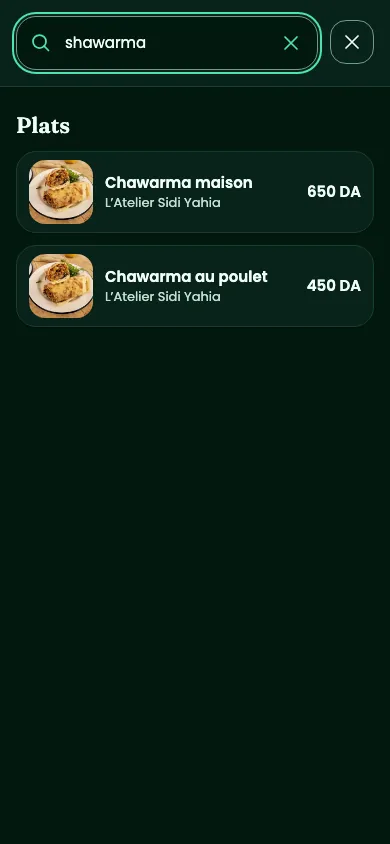 shawarma
Plats
Chawarma maison
L'Atelier Sidi Yahia
650 DA
Chawarma au poulet
L'Atelier Sidi Yahia
450 DA